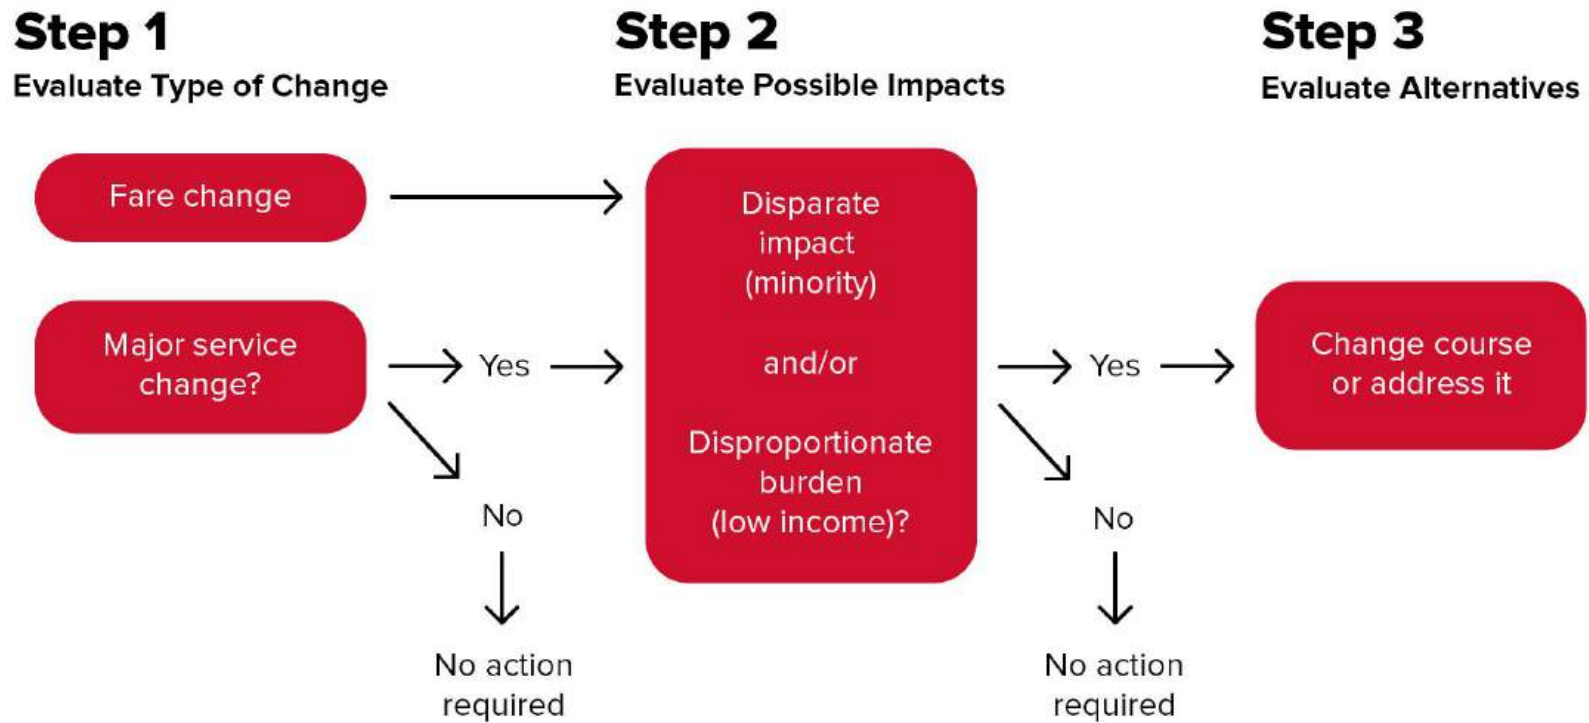 Step 1
Evaluate Type of Change
Fare change
Major service
change?
Yes
No
No action
required
Step 2
Evaluate Possible Impacts
Disparate
impact
(minority)
and/or
Disproportionate
burden
(low income)?
Yes
No
No action
required
Step 3
Evaluate Alternatives
Change course
or address it